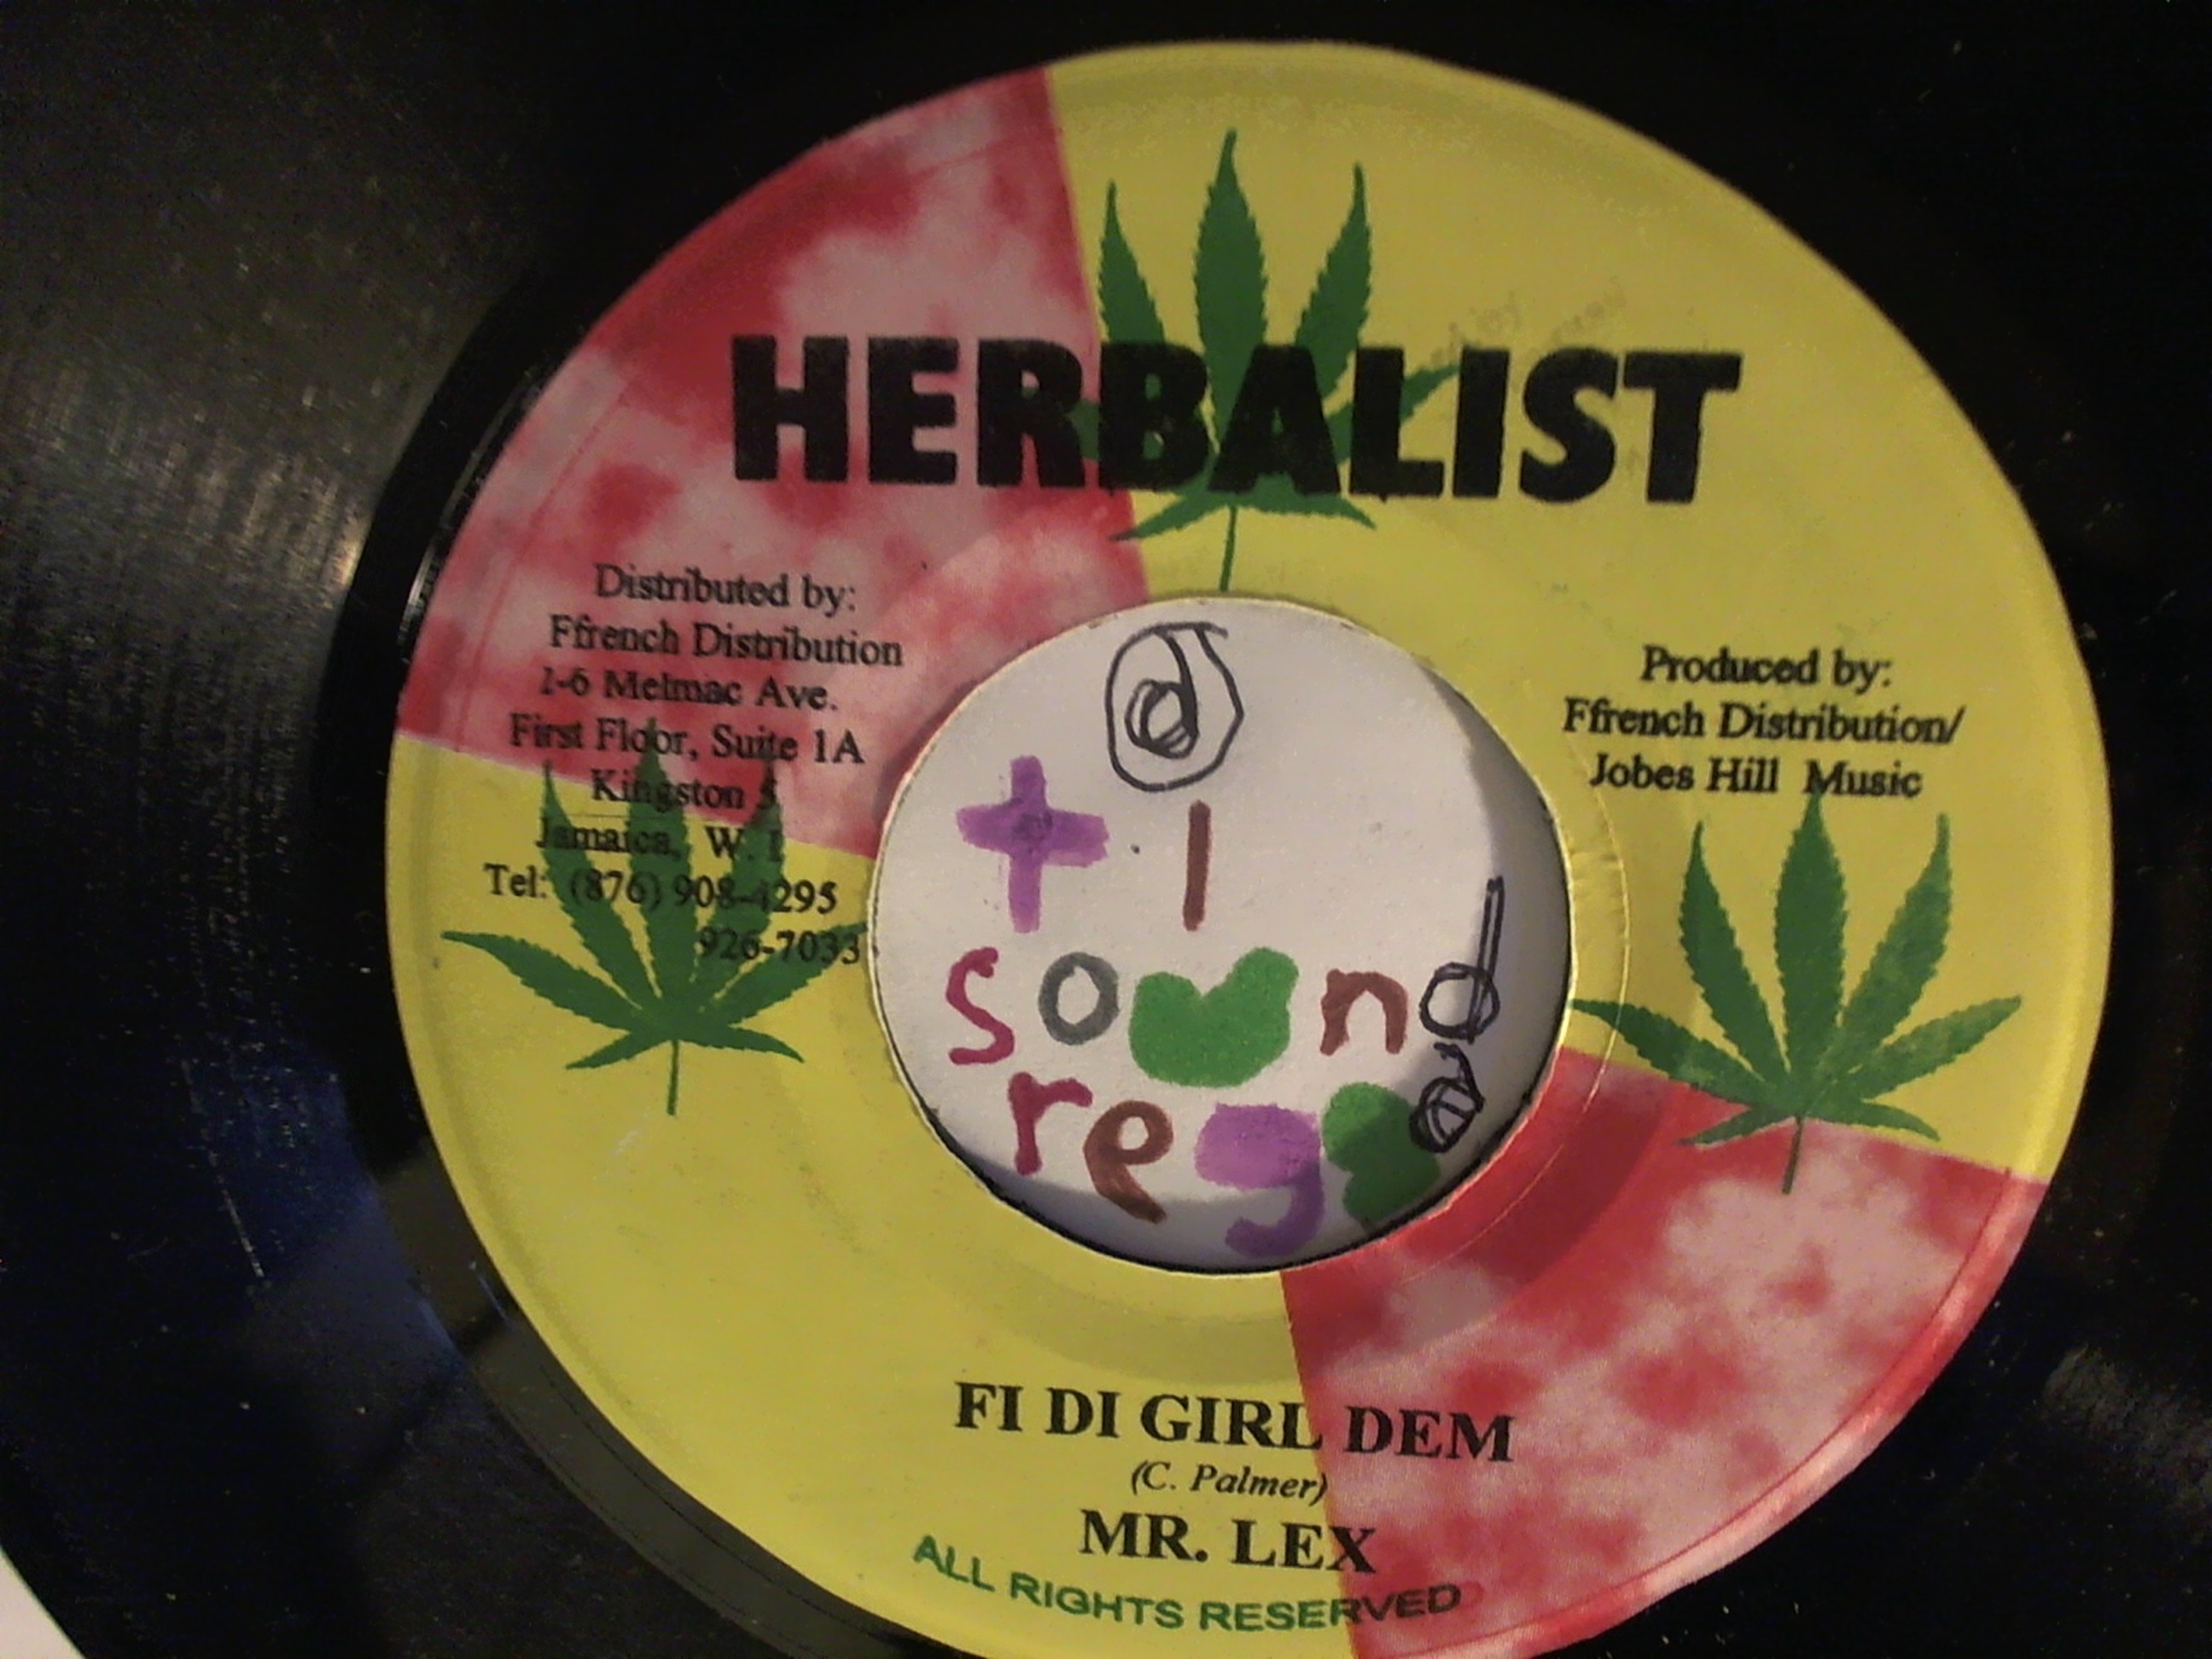 HERBALIST
Distributed by:
Ffrench Distribution
2-6 Melmac Ave.
First Floor, Suite 1A
Kingston 5
Jamaica, W. I
Tel: (876) 908-4295
926-7033
Produced by:
Ffrench Distribution/
Jobes Hill Music
d
t i
sound
rega
FI DI GIRL DEM
(C. Palmer)
MR. LEX
ALL RIGHTS RESERVED